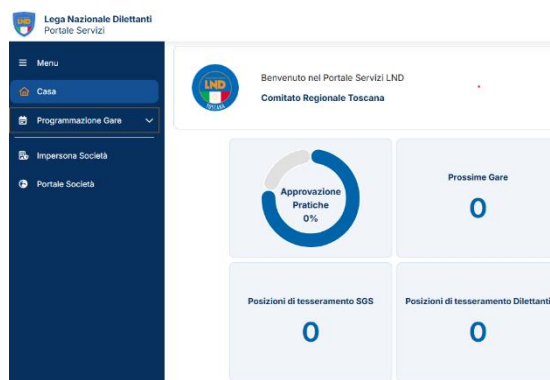 Lega Nazionale Dilettanti
Portale Servizi
Menu
Casa
Programmazione Gare
Impersona Società
Portale Società
LND
TOSCANA
Benvenuto nel Portale Servizi LND
Comitato Regionale Toscana
Approvazione
Pratiche
0%
Prossime Gare
0
Posizioni di tesseramento SGS
0
Posizioni di tesseramento Dilettanti
0